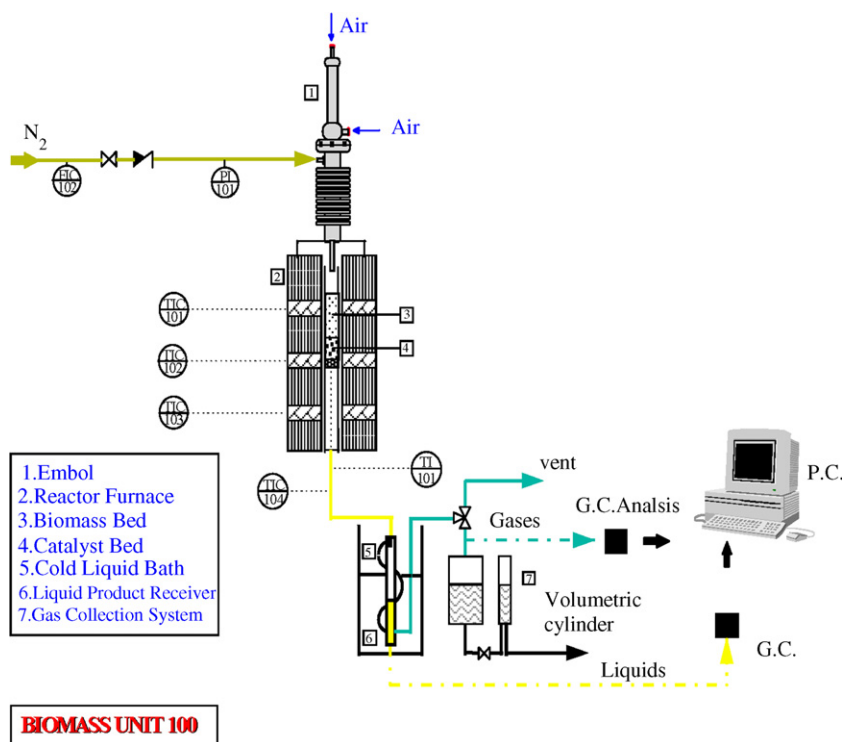 Air
1
Air
N2
FIC
102
PI
101
2
TIC
101
3
4
TIC
102
TIC
103
TI
101
TIC
104
vent
P.C.
G.C.Analsis
Gases
5
7
Volumetric
cylinder
6
G.C.
Liquids
1.Embol
2.Reactor Furnace
3.Biomass Bed
4.Catalyst Bed
5.Cold Liquid Bath
6.Liquid Product Receiver
7.Gas Collection System
BIOMASS UNIT 100